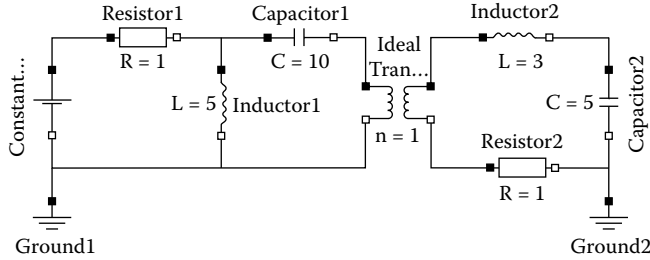 Resistor1
Capacitor1
Inductor2
R = 1
C = 10
Ideal
Tran...
L = 3
Constant...
L = 5
Inductor1
C = 5
Capacitor2
n = 1
Resistor2
R = 1
Ground1
Ground2